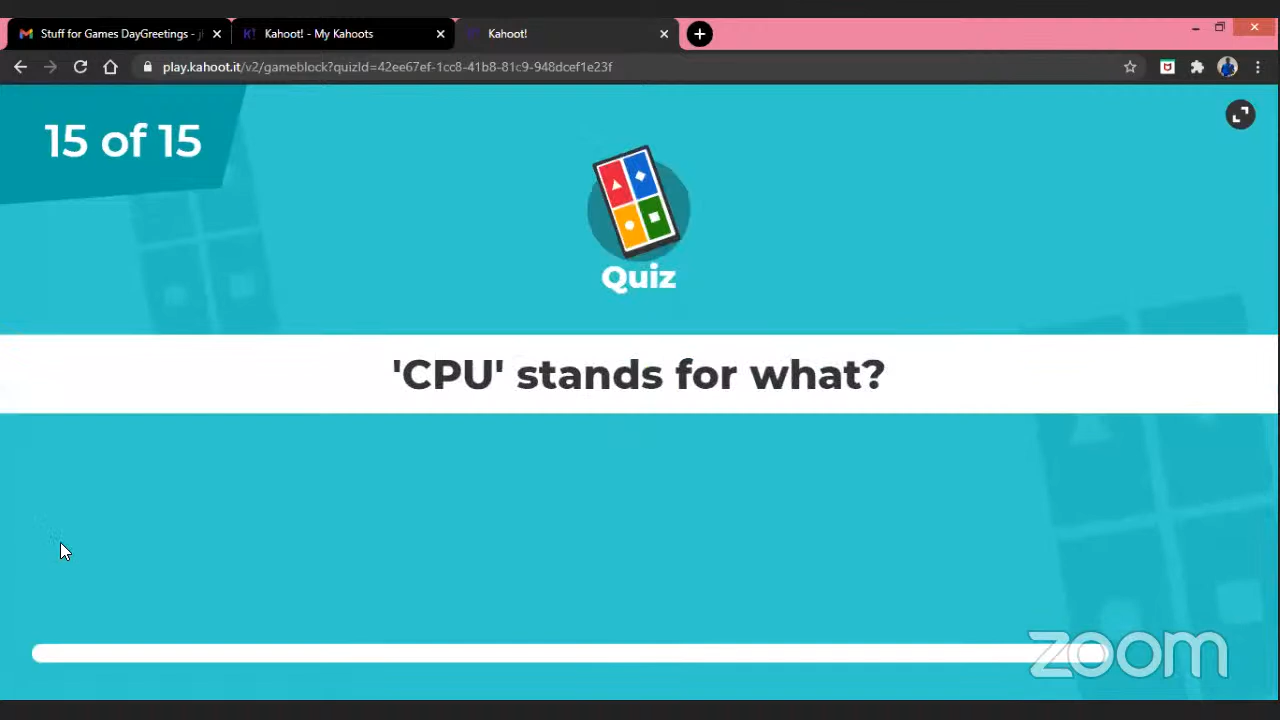 Stuff for Games DayGreetings - j
Kahoot! - My Kahoots
K! Kahoot!
play.kahoot.it/v2/gameblock?quizId=42ee67ef-1cc8-41b8-81c9-948dcef1e23f
15 of 15
Quiz
'CPU' stands for what?
zoom